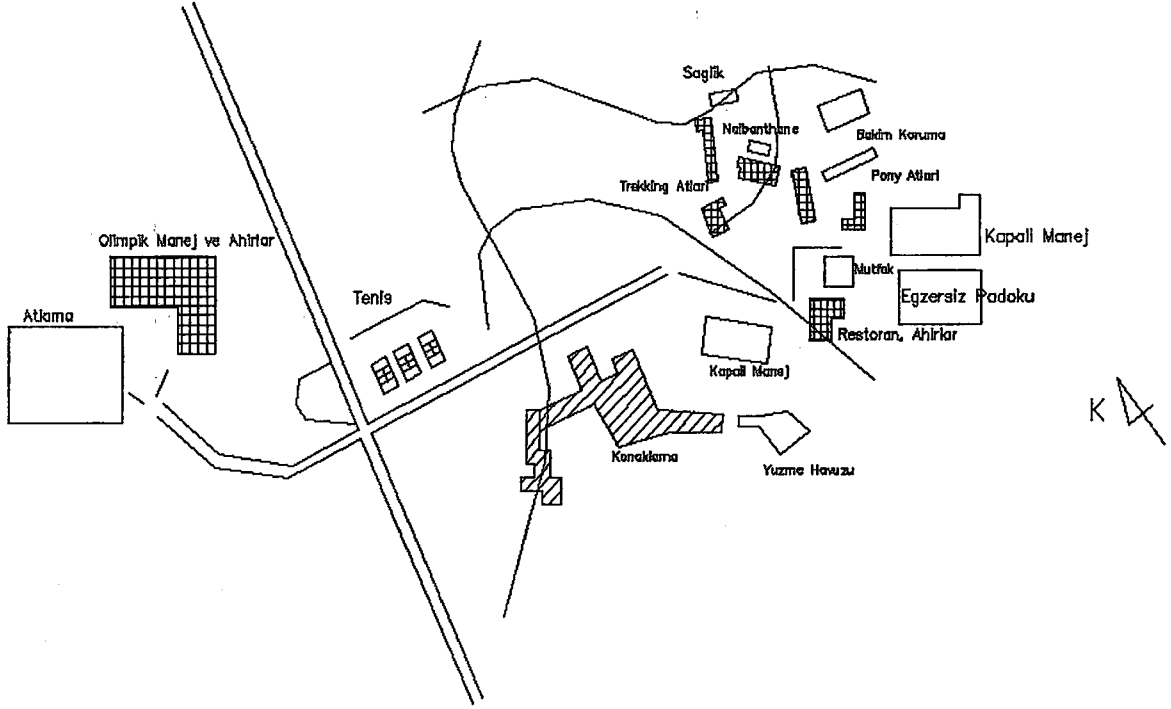 Saglik
Nalbanthane
Bakim Koruma
Trekking Atlari
Pony Atlari
Kapali Manej
Olimpik Manej ve Ahirlar
Mutfak
Tenis
Egzersiz Padoku
Atlama
Restoran, Ahirlar
Kapali Manej
K
Konaklama
Yuzme Havuzu